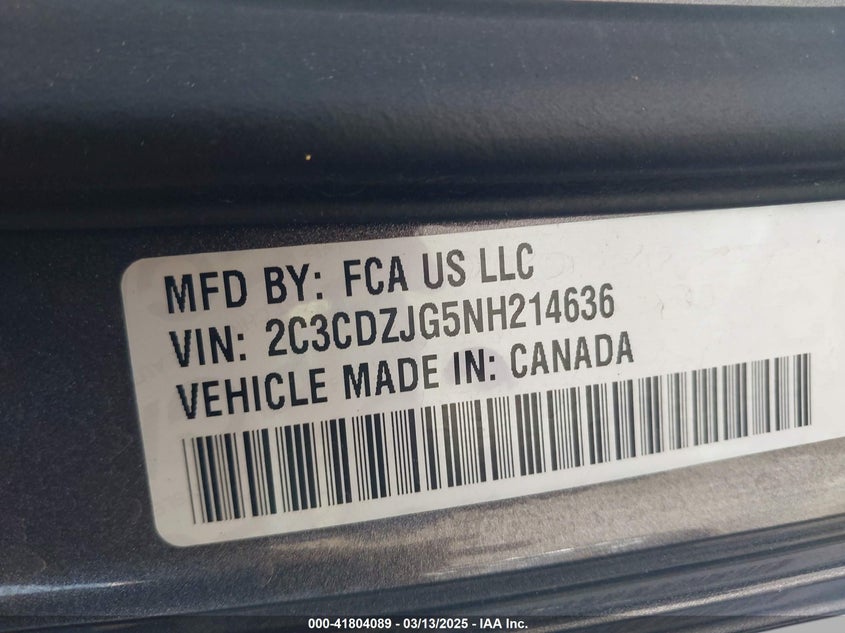 MFD BY: FCA US LLC
VIN: 2C3CDZJG5NH214636
VEHICLE MADE IN: CANADA
000-41804089 - 03/13/2025 - IAA Inc.